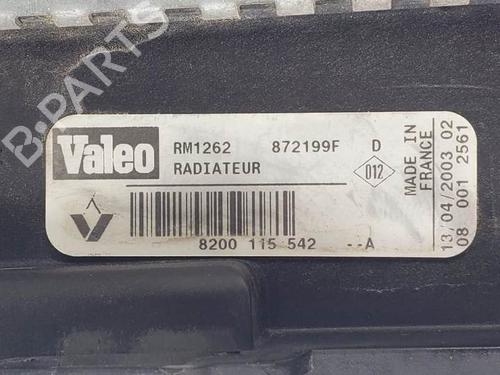 B-PARTS
Valeo
RM1262 872199F D
RADIATEUR
012
8200 115 542 --A
MADE IN
FRANCE
13/04/2003 02
08 001 2561